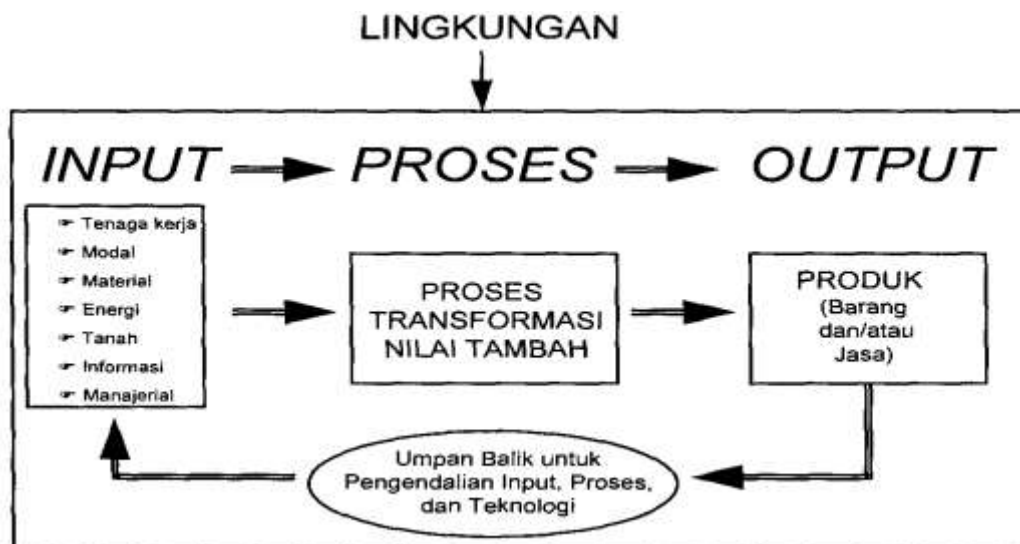 LINGKUNGAN
INPUT
PROSES
OUTPUT
Tenaga kerja
Modal
Material
Energi
Tanah
Informasi
Manajerial
PROSES
TRANSFORMASI
NILAI TAMBAH
PRODUK
(Barang
dan/atau
Jasa)
Umpan Balik untuk
Pengendalian Input, Proses,
dan Teknologi